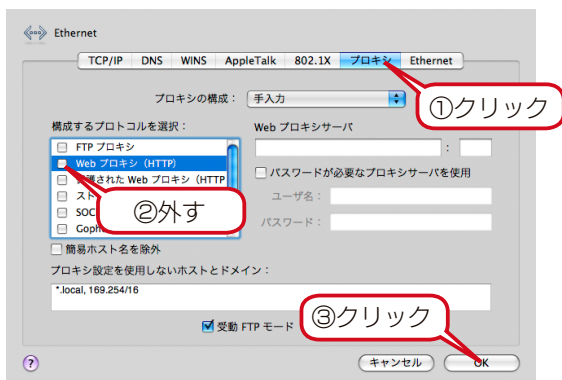 Ethernet
TCP/IP DNS WINS AppleTalk 802.1X プロキシ Ethernet
プロキシの構成： 手入力
①クリック
構成するプロトコルを選択： Web プロキシサーバ
FTP プロキシ
:
Web プロキシ（HTTP）
された Web プロキシ（HTTP パスワードが必要なプロキシサーバを使用
スト
ユーザ名：
②外す
SOC
パスワード：
Goph
簡易ホスト名を除外
プロキシ設定を使用しないホストとドメイン：
*.local, 169.254/16
受動 FTP モード
③クリック
? キャンセル OK